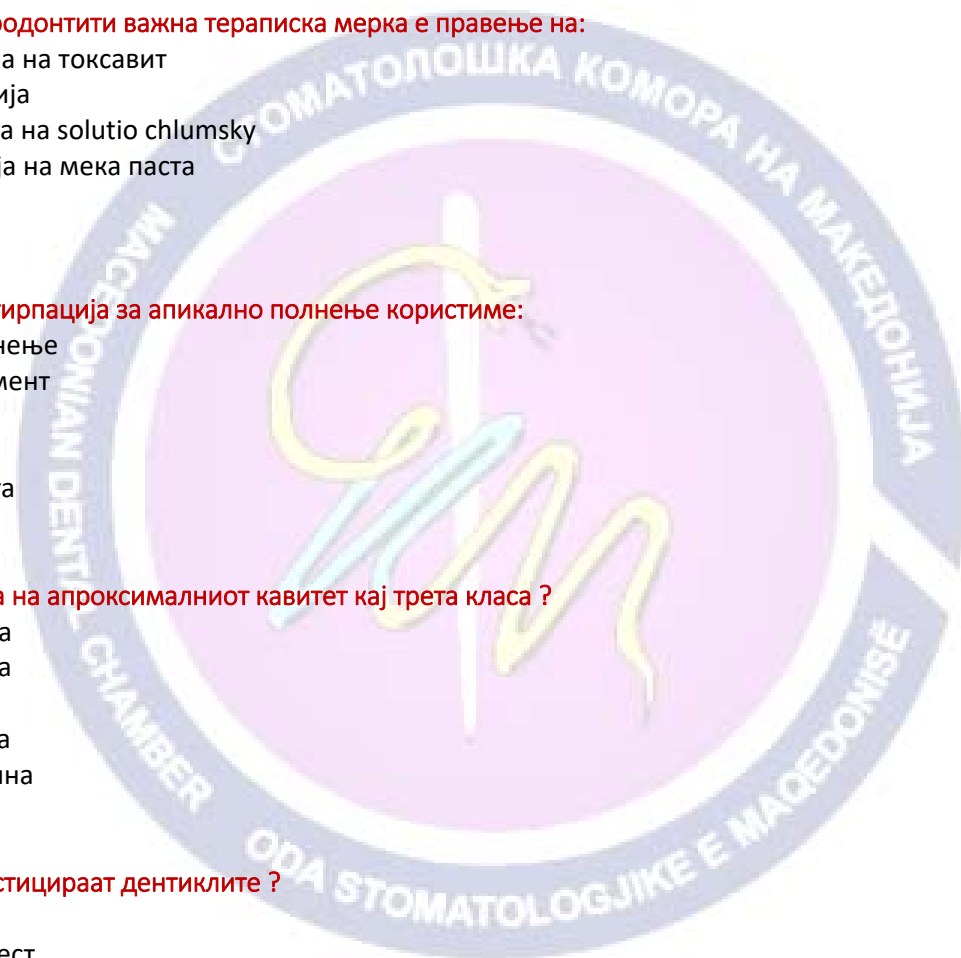 родонтити важна тераписка мерка е правење на:
а на токсавит
ија
а на solutio chlumsky
ја на мека паста
тирпација за апикално полнење користиме:
нење
мент
та
а на апроксималниот кавитет кај трета класа ?
а
а
а
на
стицираат дентиклите ?
ест
СТОМАТОЛОШКА КОМОРА НА МАКЕДОНИЈА
MACEDONIAN DENTAL CHAMBER
ODA STOMATOLOGJIKE E MAQEDONISË